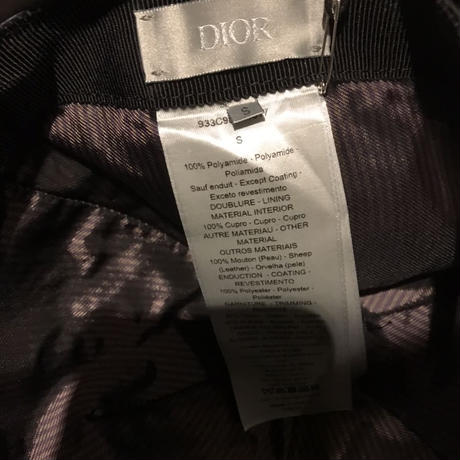 DIOR
933C9
S
S
100% Polyamide - Polyamide -
Poliamida
Sauf enduit - Except Coating -
Exceto revestimento
DOUBLURE - LINING
MATERIAL INTERIOR
100% Cupro - Cupro - Cupro
AUTRE MATERIAU - OTHER
MATERIAL
OUTROS MATERIAIS
100% Mouton (Peau) - Sheep
(Leather) - Orvelha (pele)
ENDUCTION - COATING -
REVESTIMENTO
100% Polyester - Polyester -
Poliéster
GARNITURE - TRIMMING -